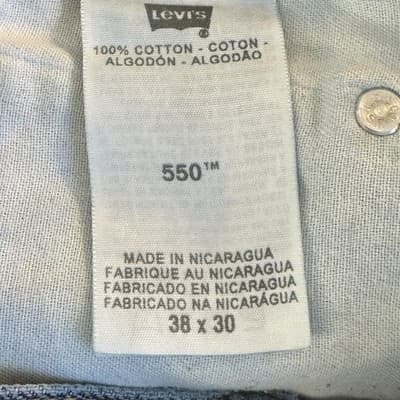 Levi's
®
100% COTTON - COTON -
ALGODÓN - ALGODÃO
550™
MADE IN NICARAGUA
FABRIQUE AU NICARAGUA
FABRICADO EN NICARAGUA
FABRICADO NA NICARÁGUA
38 x 30